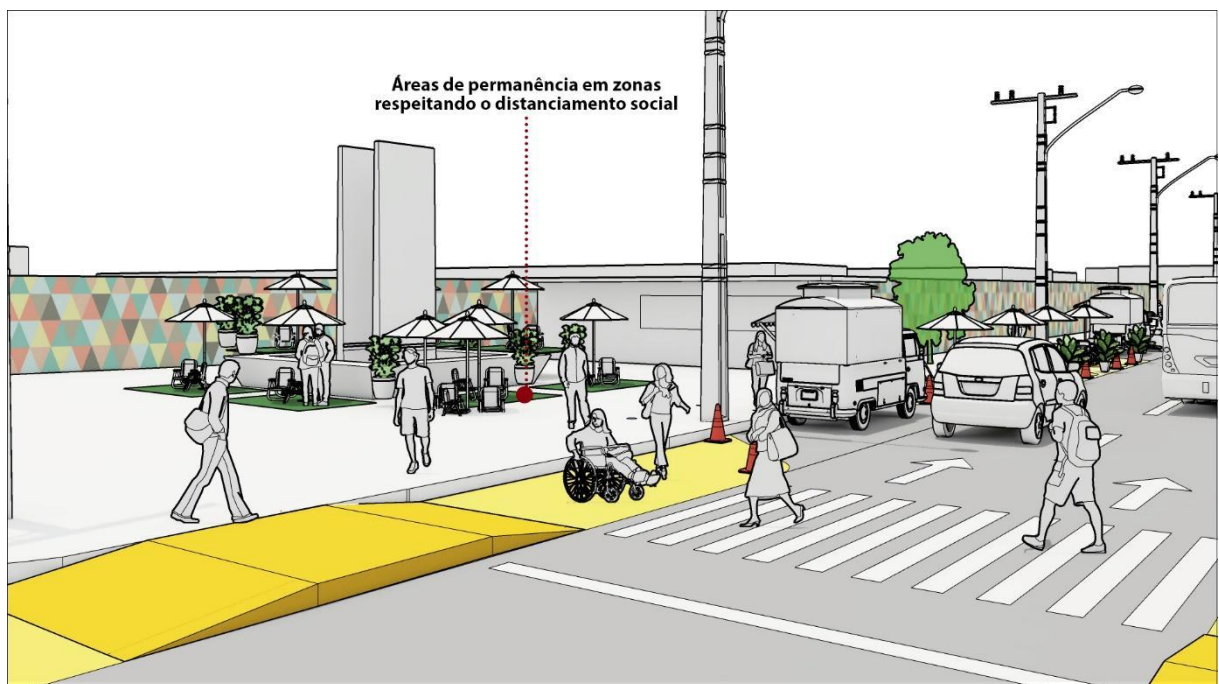 Áreas de permanência em zonas
respeitando o distanciamento social